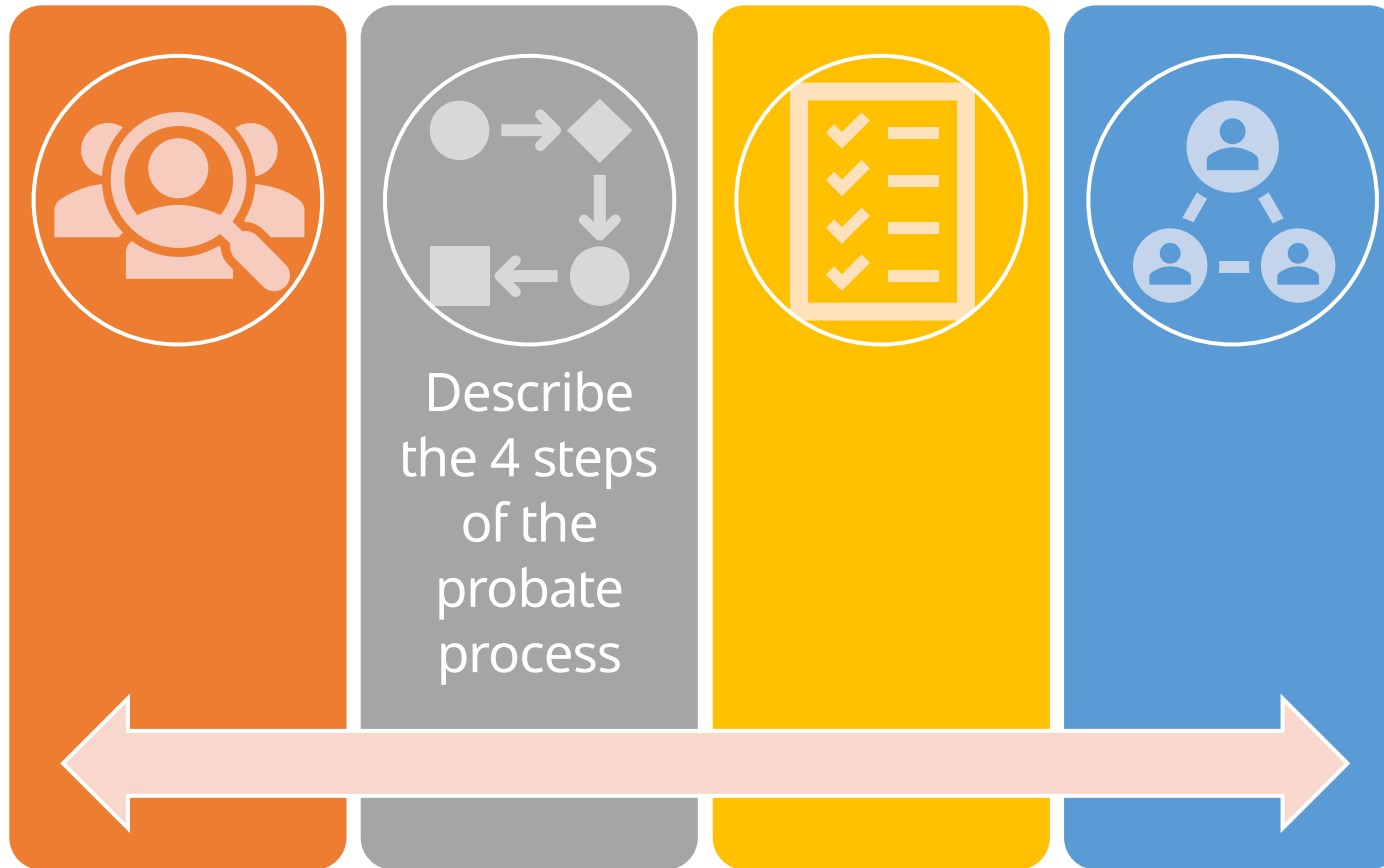 Describe
the 4 steps
of the
probate
process